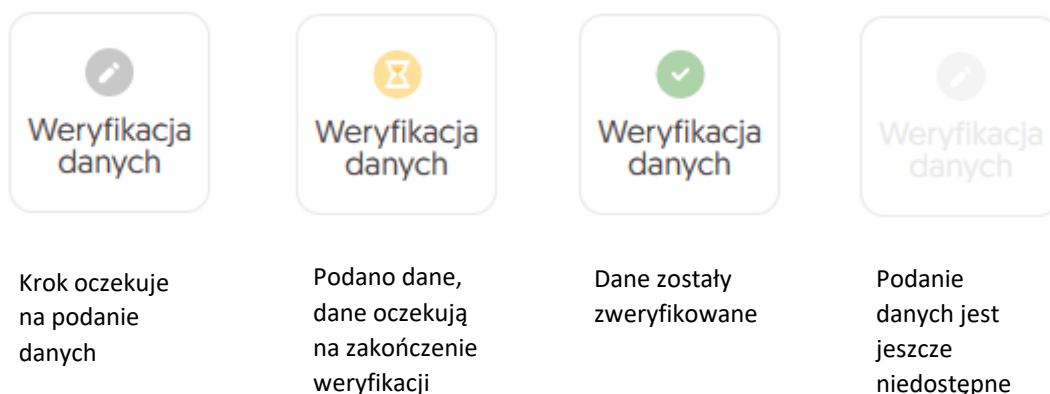 Weryfikacja
danych
Weryfikacja
danych
Weryfikacja
danych
Weryfikacja
danych
Krok oczekuje
na podanie
danych
Podano dane,
dane oczekują
na zakończenie
weryfikacji
Dane zostały
zweryfikowane
Podanie
danych jest
jeszcze
niedostępne